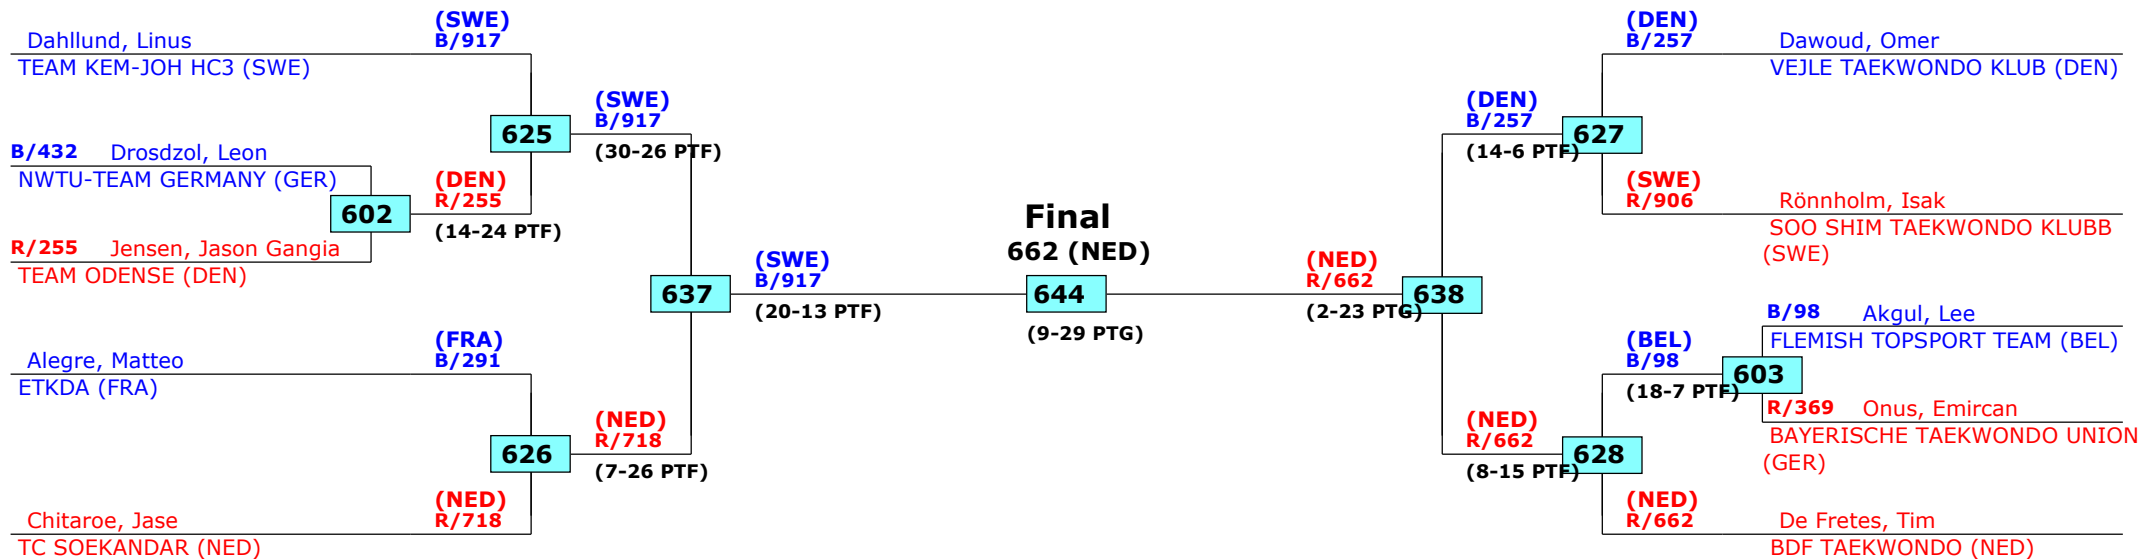 (SWE)
Dahllund, Linus
B/917
TEAM KEM-JOH HC3 (SWE)
625
(SWE)
B/917
(30-26 PTF)
B/432 Drosdzol, Leon
NWTU-TEAM GERMANY (GER)
602
(DEN)
R/255
(14-24 PTF)
R/255 Jensen, Jason Gangia
TEAM ODENSE (DEN)
637
(SWE)
B/917
(20-13 PTF)
(FRA)
Alegre, Matteo
B/291
ETKDA (FRA)
626
(NED)
R/718
(7-26 PTF)
(NED)
Chitaroe, Jase
R/718
TC SOEKANDAR (NED)
Final
662 (NED)
644
(9-29 PTG)
(NED)
R/662
(2-23 PTG)
638
(DEN)
B/257
Dawoud, Omer
VEJLE TAEKWONDO KLUB (DEN)
(DEN)
B/257
(14-6 PTF)
627
(SWE)
R/906
Rönnholm, Isak
SOO SHIM TAEKWONDO KLUBB
(SWE)
B/98 Akgul, Lee
FLEMISH TOPSPORT TEAM (BEL)
(BEL)
B/98
(18-7 PTF)
603
R/369 Onus, Emircan
BAYERISCHE TAEKWONDO UNION
(GER)
(NED)
R/662
(8-15 PTF)
628
(NED)
R/662
De Fretes, Tim
BDF TAEKWONDO (NED)